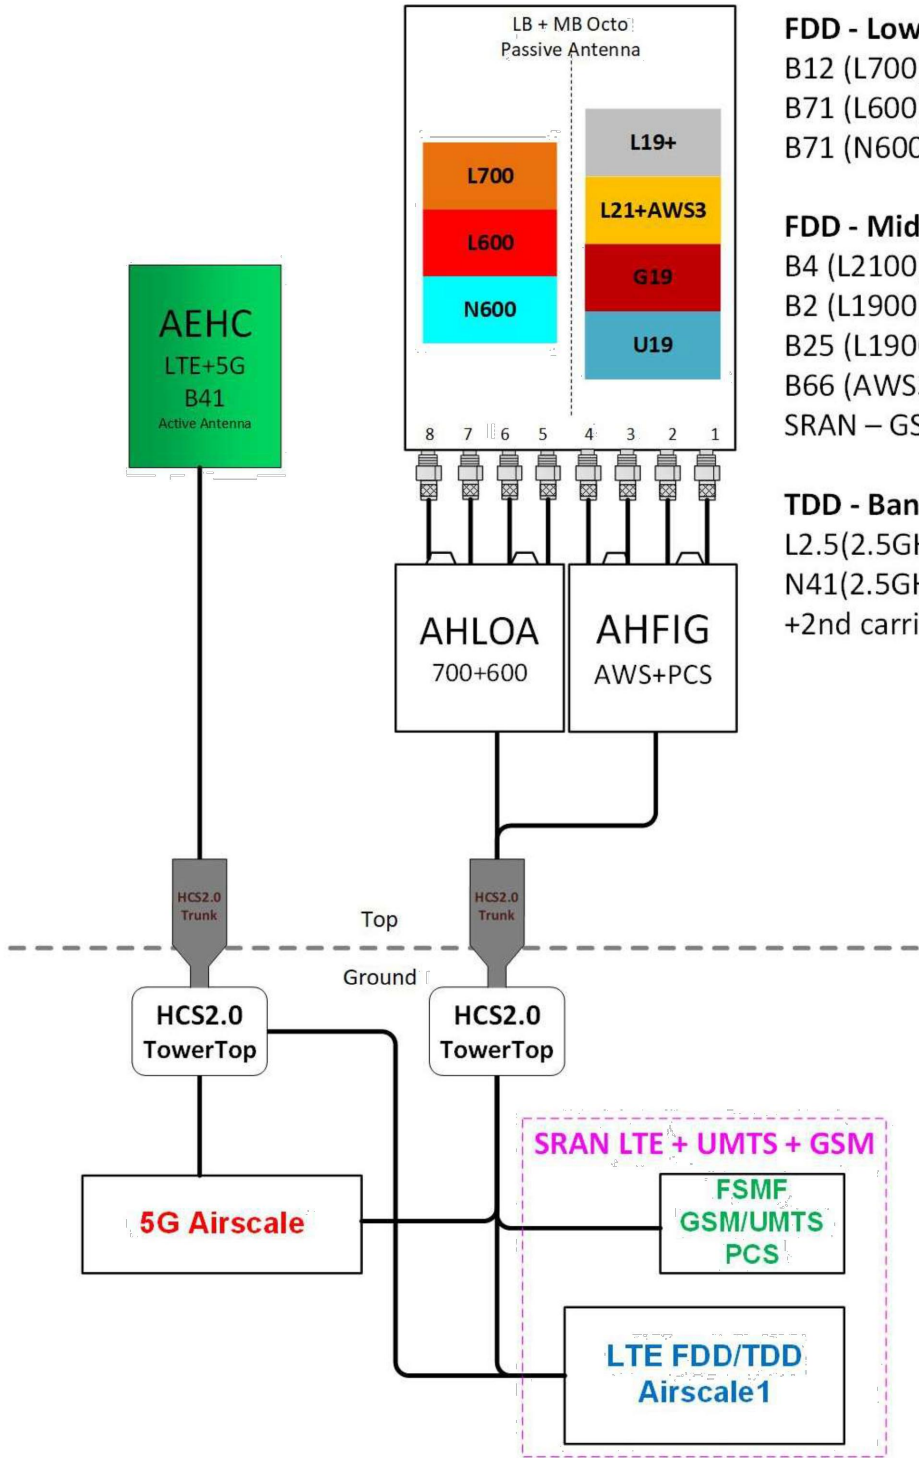 LB + MB Octo
Passive Antenna
L19+
L700
L21+AWS3
L600
G19
N600
U19
8 7 6 5 4 3 2 1
AEHC
LTE+5G
B41
Active Antenna
AHLOA
700+600
AHFIG
AWS+PCS
HCS2.0
Trunk
HCS2.0
Trunk
Top
Ground
HCS2.0
TowerTop
HCS2.0
TowerTop
5G Airscale
SRAN LTE + UMTS + GSM
FSMF
GSM/UMTS
PCS
LTE FDD/TDD
Airscale1
FDD - Low
B12 (L700
B71 (L600
B71 (N600
FDD - Mid
B4 (L2100
B2 (L1900
B25 (L190
B66 (AWS
SRAN – GS
TDD - Ban
L2.5(2.5G
N41(2.5G
+2nd carri